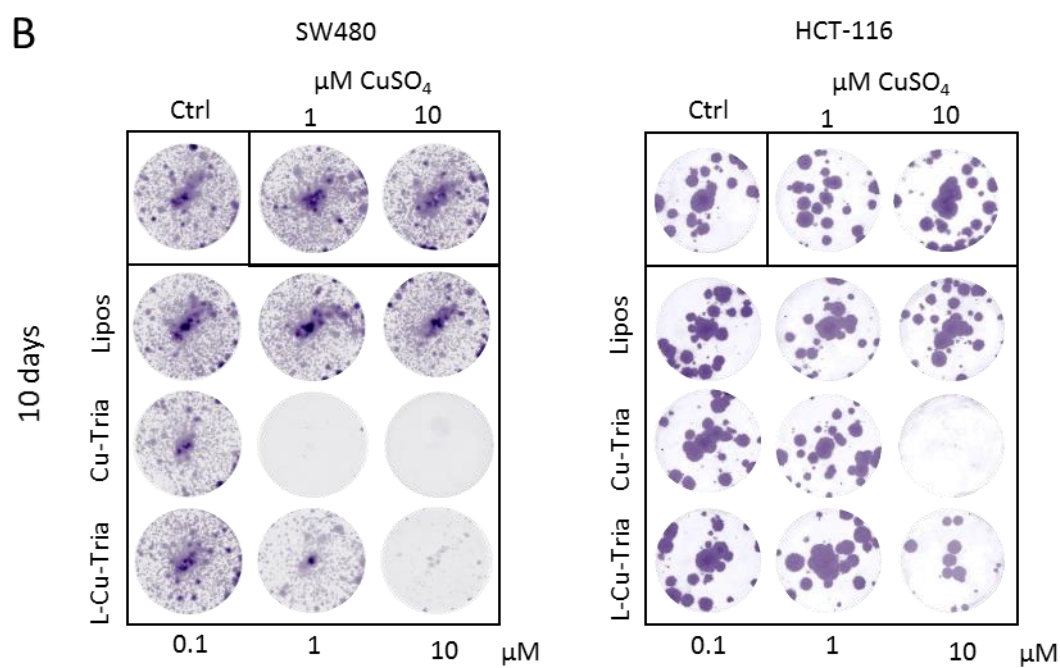 B
SW480
HCT-116
μM CuSO₄
μM CuSO₄
Ctrl
1
10
Ctrl
1
10
10 days
Lipos
Cu-Tria
L-Cu-Tria
Lipos
Cu-Tria
L-Cu-Tria
0.1
1
10
μM
0.1
1
10
μM